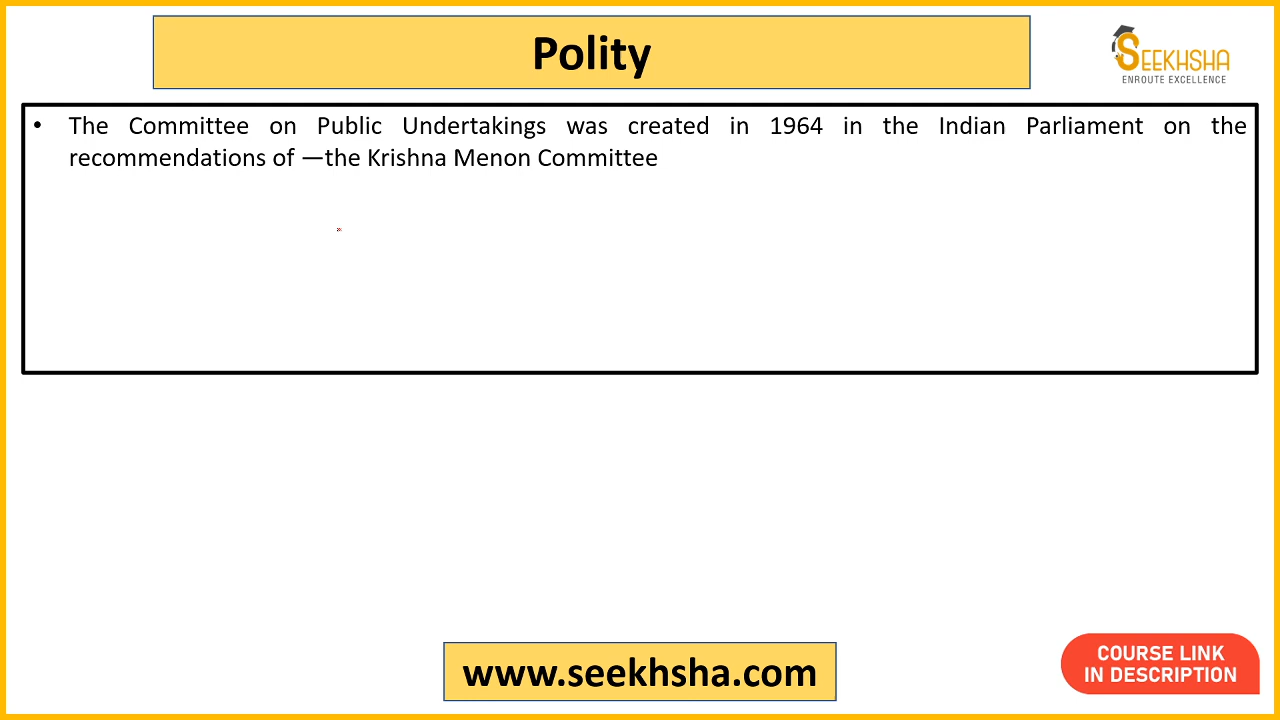 Polity
SEEKHSHA
ENROUTE EXCELLENCE
• The Committee on Public Undertakings was created in 1964 in the Indian Parliament on the
recommendations of —the Krishna Menon Committee
www.seekhsha.com
COURSE LINK
IN DESCRIPTION